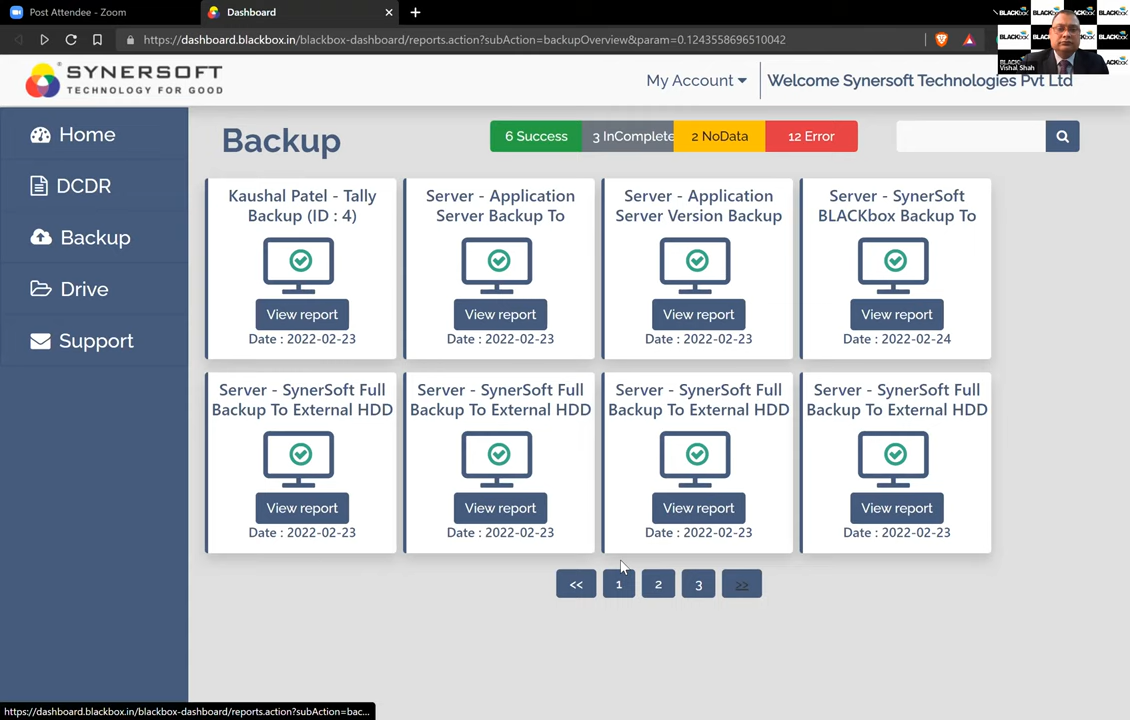 Post Attendee - Zoom
Dashboard
https://dashboard.blackbox.in/blackbox-dashboard/reports.action?subAction=backupOverview&param=0.1243558696510042
BLACKbox
Vishal Shah
SYNERSOFT
TECHNOLOGY FOR GOOD
My Account
Welcome Synersoft Technologies Pvt Ltd
Home
DCDR
Backup
Drive
Support
Backup
6 Success
3 InComplete
2 NoData
12 Error
Kaushal Patel - Tally
Backup (ID : 4)
View report
Date : 2022-02-23
Server - Application
Server Backup To
View report
Date : 2022-02-23
Server - Application
Server Version Backup
View report
Date : 2022-02-23
Server - SynerSoft
BLACKbox Backup To
View report
Date : 2022-02-24
Server - SynerSoft Full
Backup To External HDD
View report
Date : 2022-02-23
Server - SynerSoft Full
Backup To External HDD
View report
Date : 2022-02-23
Server - SynerSoft Full
Backup To External HDD
View report
Date : 2022-02-23
Server - SynerSoft Full
Backup To External HDD
View report
Date : 2022-02-23
<< 1 2 3 >>
https://dashboard.blackbox.in/blackbox-dashboard/reports.action?subAction=bac...